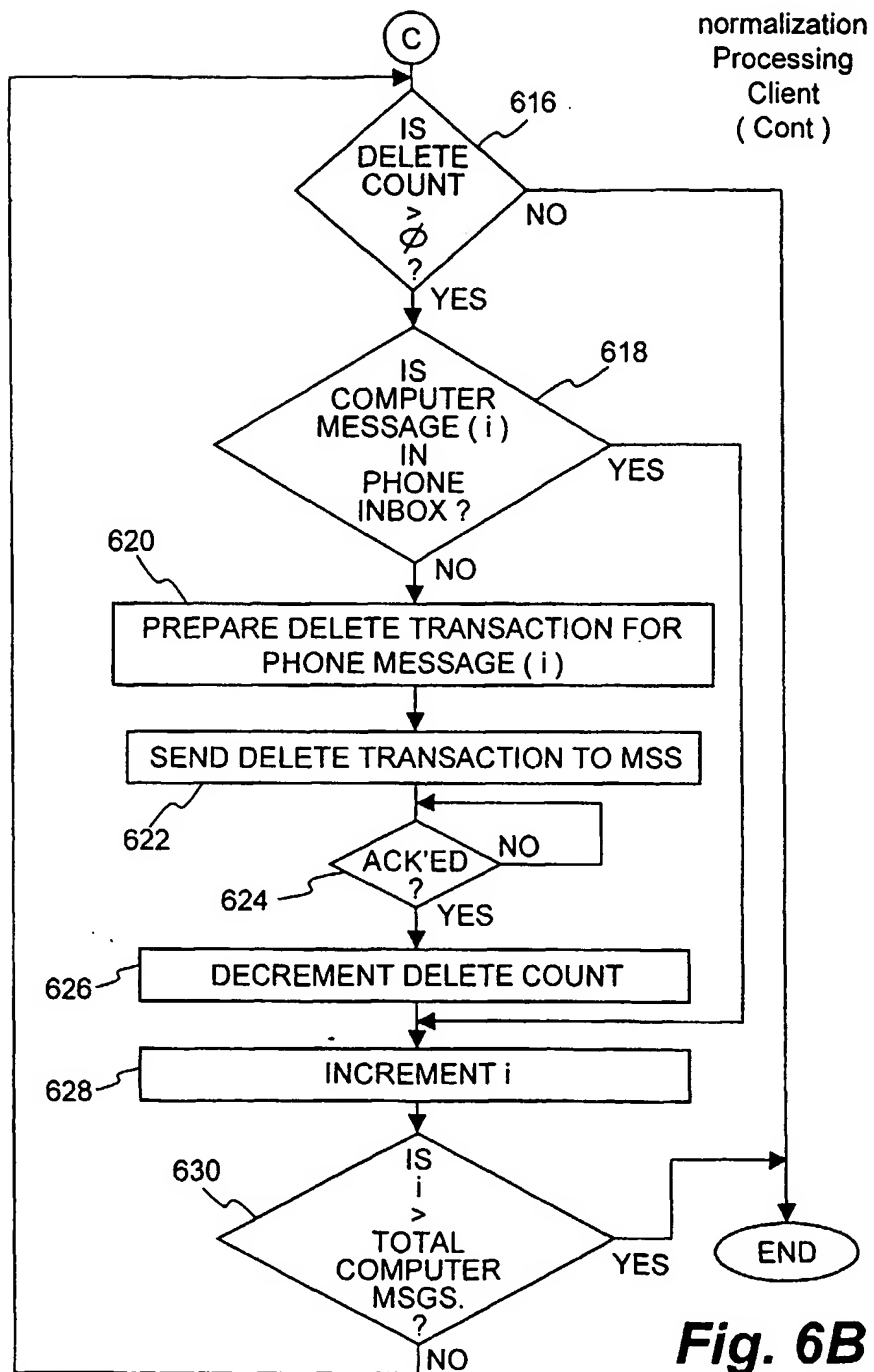 C
normalization
Processing
Client
( Cont )
616
IS
DELETE
COUNT
>
Ø
?
NO
YES
618
IS
COMPUTER
MESSAGE ( i )
IN
PHONE
INBOX ?
YES
NO
620
PREPARE DELETE TRANSACTION FOR
PHONE MESSAGE ( i )
SEND DELETE TRANSACTION TO MSS
622
ACK'ED
?
NO
624
YES
DECREMENT DELETE COUNT
626
INCREMENT i
628
630
IS
i
>
TOTAL
COMPUTER
MSGS.
?
YES
END
NO
Fig. 6B